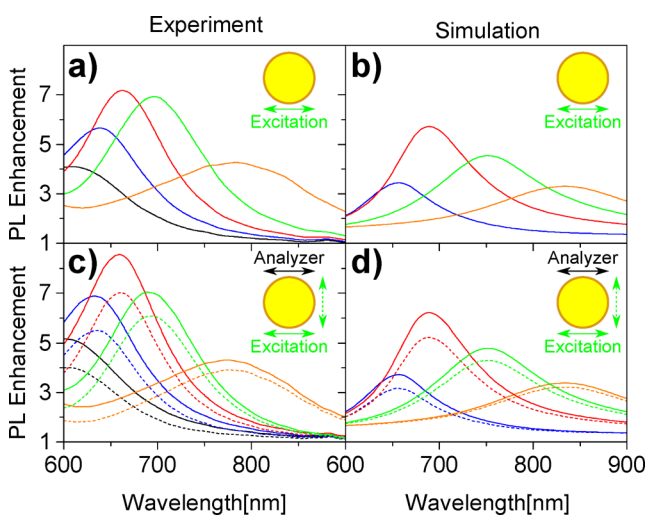 Experiment
Simulation
a)
b)
Excitation
Excitation
PL Enhancement
7
5
3
1
c)
Analyzer
d)
Analyzer
Excitation
Excitation
PL Enhancement
7
5
3
1
600
700
800
600
700
800
900
Wavelength[nm]
Wavelength[nm]